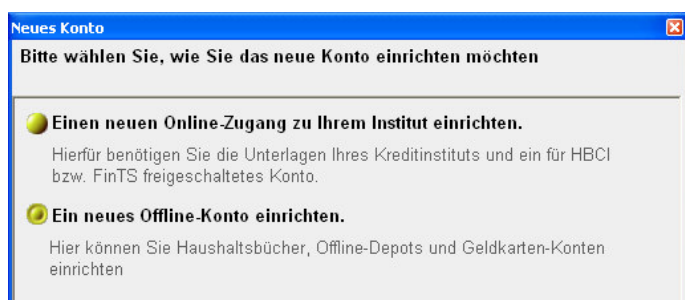 Neues Konto
Bitte wählen Sie, wie Sie das neue Konto einrichten möchten
Einen neuen Online-Zugang zu Ihrem Institut einrichten.
Hierfür benötigen Sie die Unterlagen Ihres Kreditinstituts und ein für HBCI
bzw. FinTS freigeschaltetes Konto.
Ein neues Offline-Konto einrichten.
Hier können Sie Haushaltsbücher, Offline-Depots und Geldkarten-Konten
einrichten